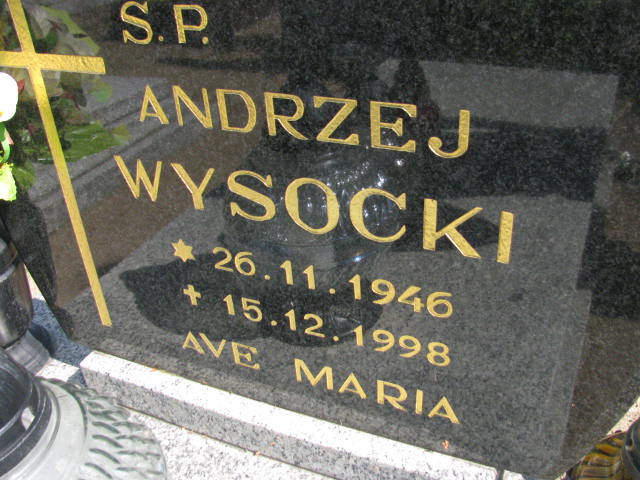 S.P.
ANDRZEJ
WYSOCKI
* 26.11.1946
✝ 15.12.1998
AVE MARIA